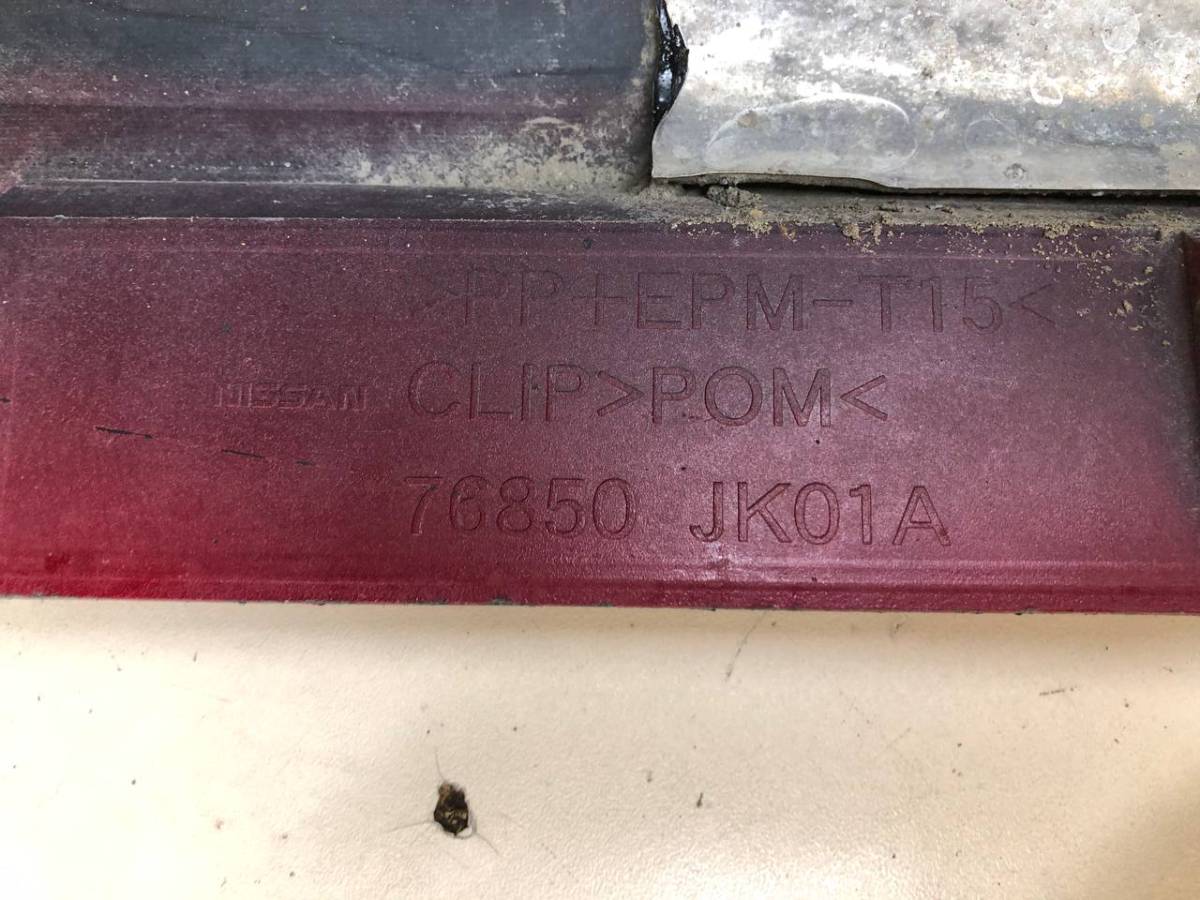 >PP+EPM-T15<
NISSAN CLIP>POM<
76850 JK01A